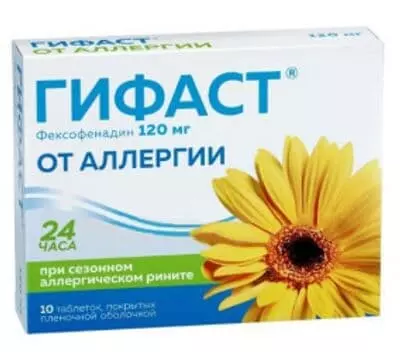 120 мг
ГИФАСТ®
Фексофенадин 120 мг
ОТ АЛЛЕРГИИ
24
ЧАСА
при сезонном
аллергическом рините
10 таблеток, покрытых
пленочной оболочкой